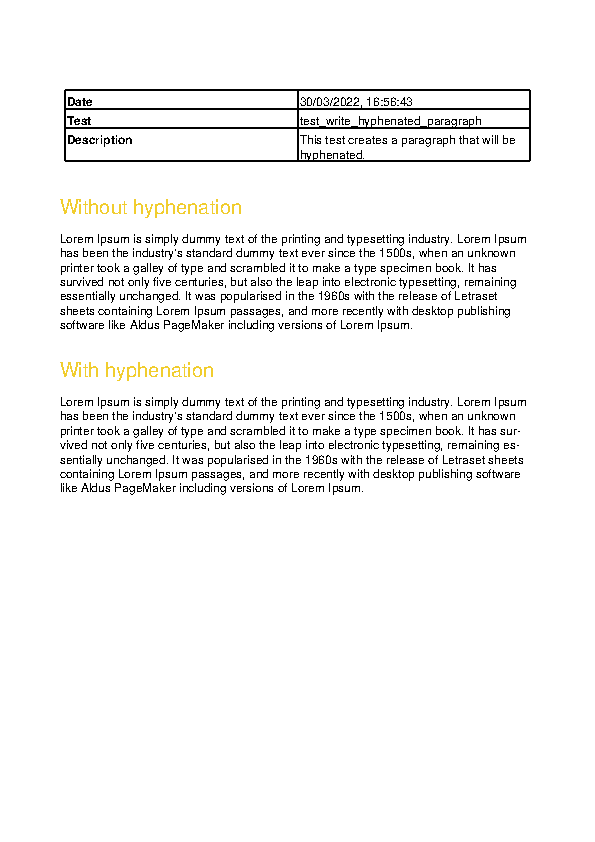 Date 30/03/2022, 16:56:43
Test test_write_hyphenated_paragraph
Description This test creates a paragraph that will be
hyphenated.
Without hyphenation
Lorem Ipsum is simply dummy text of the printing and typesetting industry. Lorem Ipsum
has been the industry's standard dummy text ever since the 1500s, when an unknown
printer took a galley of type and scrambled it to make a type specimen book. It has
survived not only five centuries, but also the leap into electronic typesetting, remaining
essentially unchanged. It was popularised in the 1960s with the release of Letraset
sheets containing Lorem Ipsum passages, and more recently with desktop publishing
software like Aldus PageMaker including versions of Lorem Ipsum.
With hyphenation
Lorem Ipsum is simply dummy text of the printing and typesetting industry. Lorem Ipsum
has been the industry's standard dummy text ever since the 1500s, when an unknown
printer took a galley of type and scrambled it to make a type specimen book. It has sur-
vived not only five centuries, but also the leap into electronic typesetting, remaining es-
sentially unchanged. It was popularised in the 1960s with the release of Letraset sheets
containing Lorem Ipsum passages, and more recently with desktop publishing software
like Aldus PageMaker including versions of Lorem Ipsum.